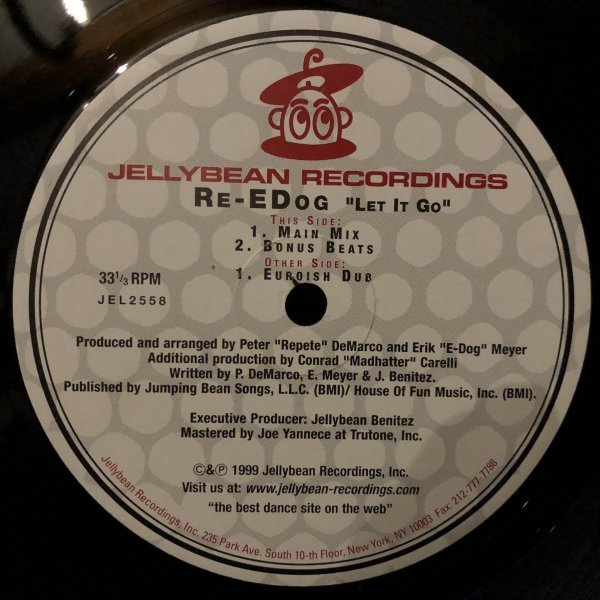 JELLYBEAN RECORDINGS
RE-EDOG "LET IT GO"
THIS SIDE:
1. MAIN MIX
2. BONUS BEATS
OTHER SIDE:
1. EUROISH DUB
33 1/3 RPM
JEL2558
Produced and arranged by Peter "Repete" DeMarco and Erik "E-Dog" Meyer
Additional production by Conrad "Madhatter" Carelli
Written by P. DeMarco, E. Meyer & J. Benitez.
Published by Jumping Bean Songs, L.L.C. (BMI)/ House Of Fun Music, Inc. (BMI).
Executive Producer: Jellybean Benitez
Mastered by Joe Yannece at Trutone, Inc.
©&℗ 1999 Jellybean Recordings, Inc.
Visit us at: www.jellybean-recordings.com
"the best dance site on the web"
Jellybean Recordings, Inc. 235 Park Ave. South 10-th Floor, New York, NY 10003 Fax: 212-777-7788